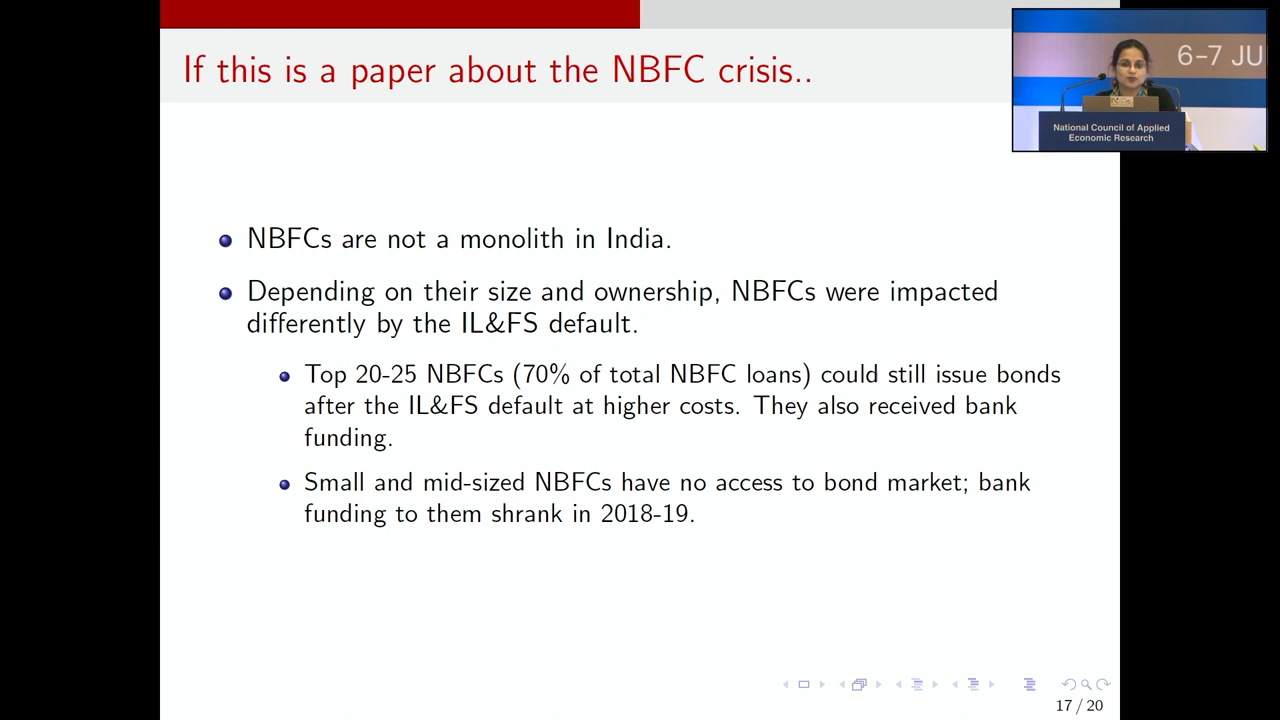 If this is a paper about the NBFC crisis..
6-7 JU
National Council of Applied
Economic Research
NBFCs are not a monolith in India.
Depending on their size and ownership, NBFCs were impacted
differently by the IL&FS default.
Top 20-25 NBFCs (70% of total NBFC loans) could still issue bonds
after the IL&FS default at higher costs. They also received bank
funding.
Small and mid-sized NBFCs have no access to bond market; bank
funding to them shrank in 2018-19.
17 / 20